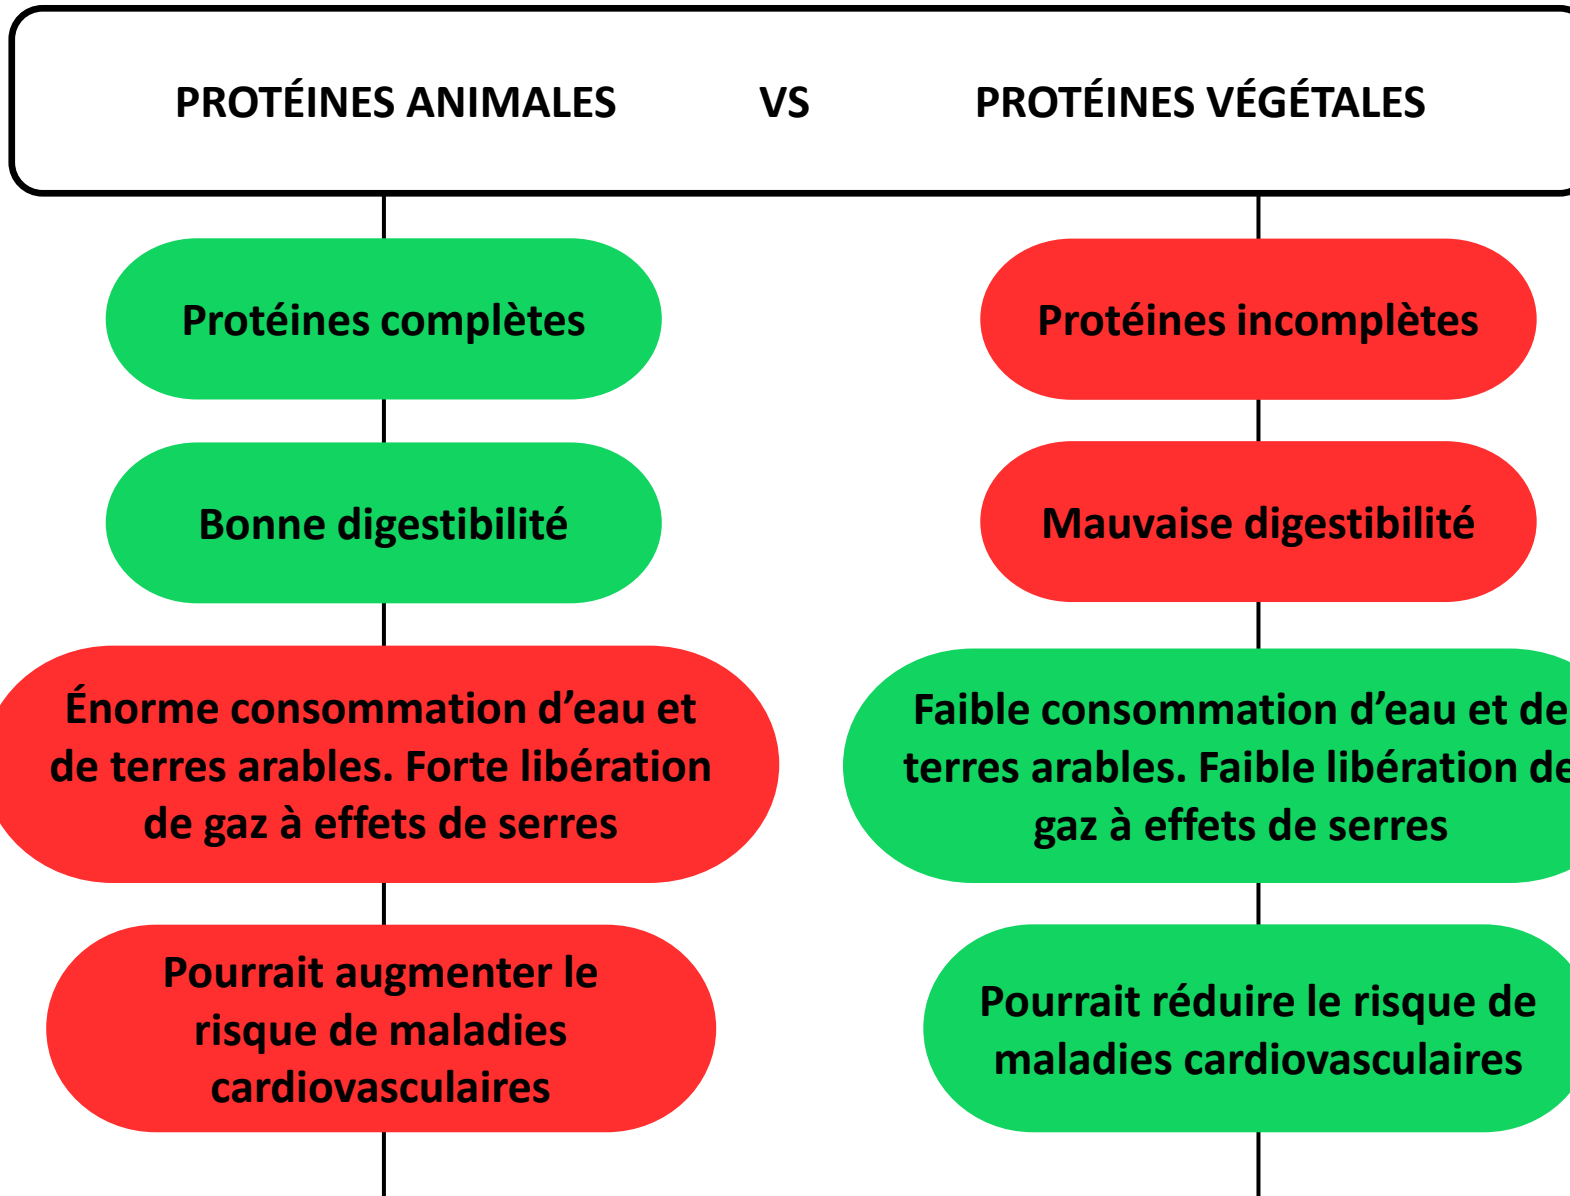 PROTÉINES ANIMALES VS PROTÉINES VÉGÉTALES
Protéines complètes
Protéines incomplètes
Bonne digestibilité
Mauvaise digestibilité
Énorme consommation d’eau et
de terres arables. Forte libération
de gaz à effets de serres
Faible consommation d’eau et de
terres arables. Faible libération de
gaz à effets de serres
Pourrait augmenter le
risque de maladies
cardiovasculaires
Pourrait réduire le risque de
maladies cardiovasculaires